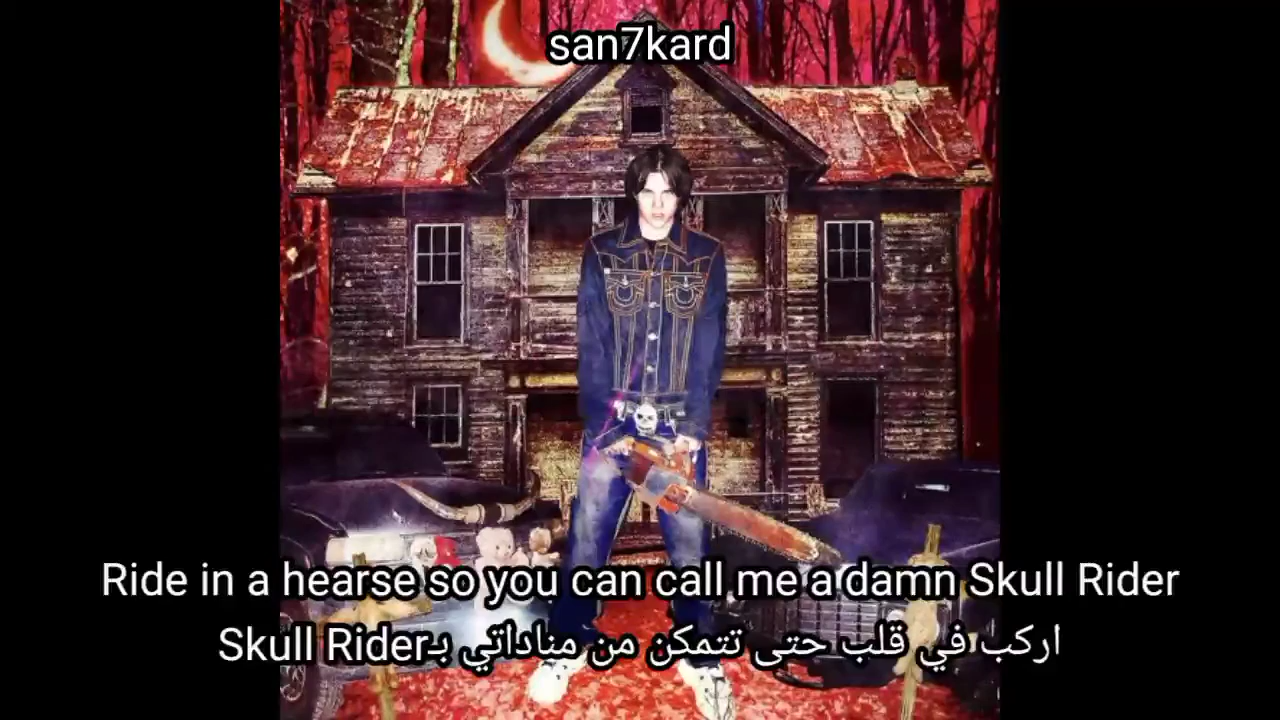 san7kard
Ride in a hearse so you can call me a damn Skull Rider
اركب في قلب حتى تتمكن من مناداتي بـSkull Rider